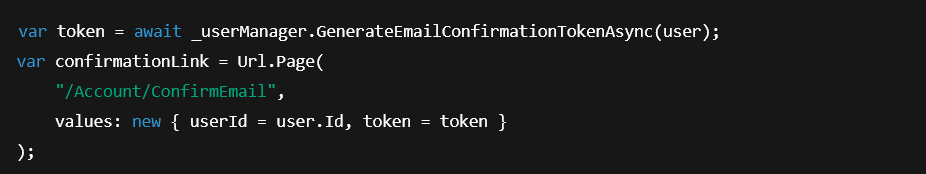 var token = await _userManager.GenerateEmailConfirmationTokenAsync(user);
var confirmationLink = Url.Page(
"/Account/ConfirmEmail",
values: new { userId = user.Id, token = token }
);